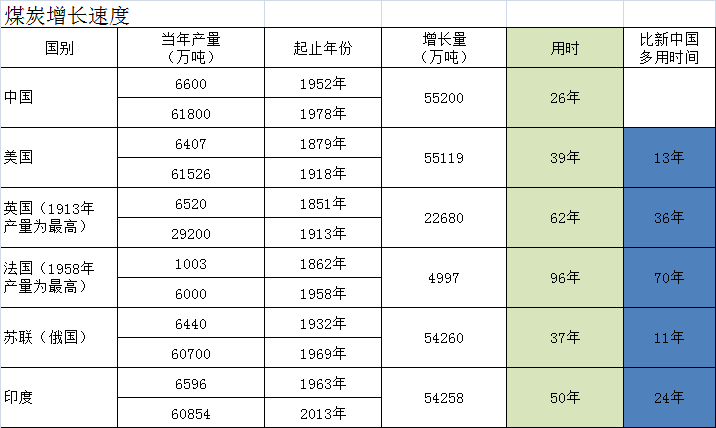 煤炭增长速度
国别 当年产量（万吨） 起止年份 增长量（万吨） 用时 比新中国多用时间
中国 6600 1952年 55200 26年
61800 1978年
美国 6407 1879年 55119 39年 13年
61526 1918年
英国（1913年产量为最高） 6520 1851年 22680 62年 36年
29200 1913年
法国（1958年产量为最高） 1003 1862年 4997 96年 70年
6000 1958年
苏联（俄国） 6440 1932年 54260 37年 11年
60700 1969年
印度 6596 1963年 54258 50年 24年
60854 2013年